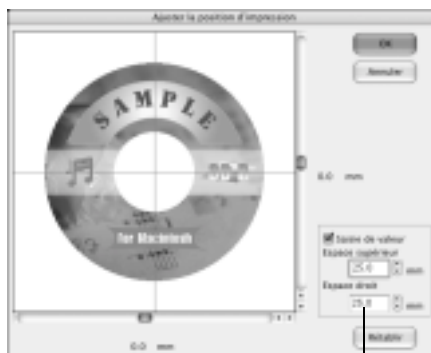 Ajuster la position d'impression
SAMPLE
for Macintosh
OK
Annuler
0.0 mm
Saisie de valeur
Espace supérieur
25.0 mm
Espace droit
25.0 mm
Rétablir
0.0 mm